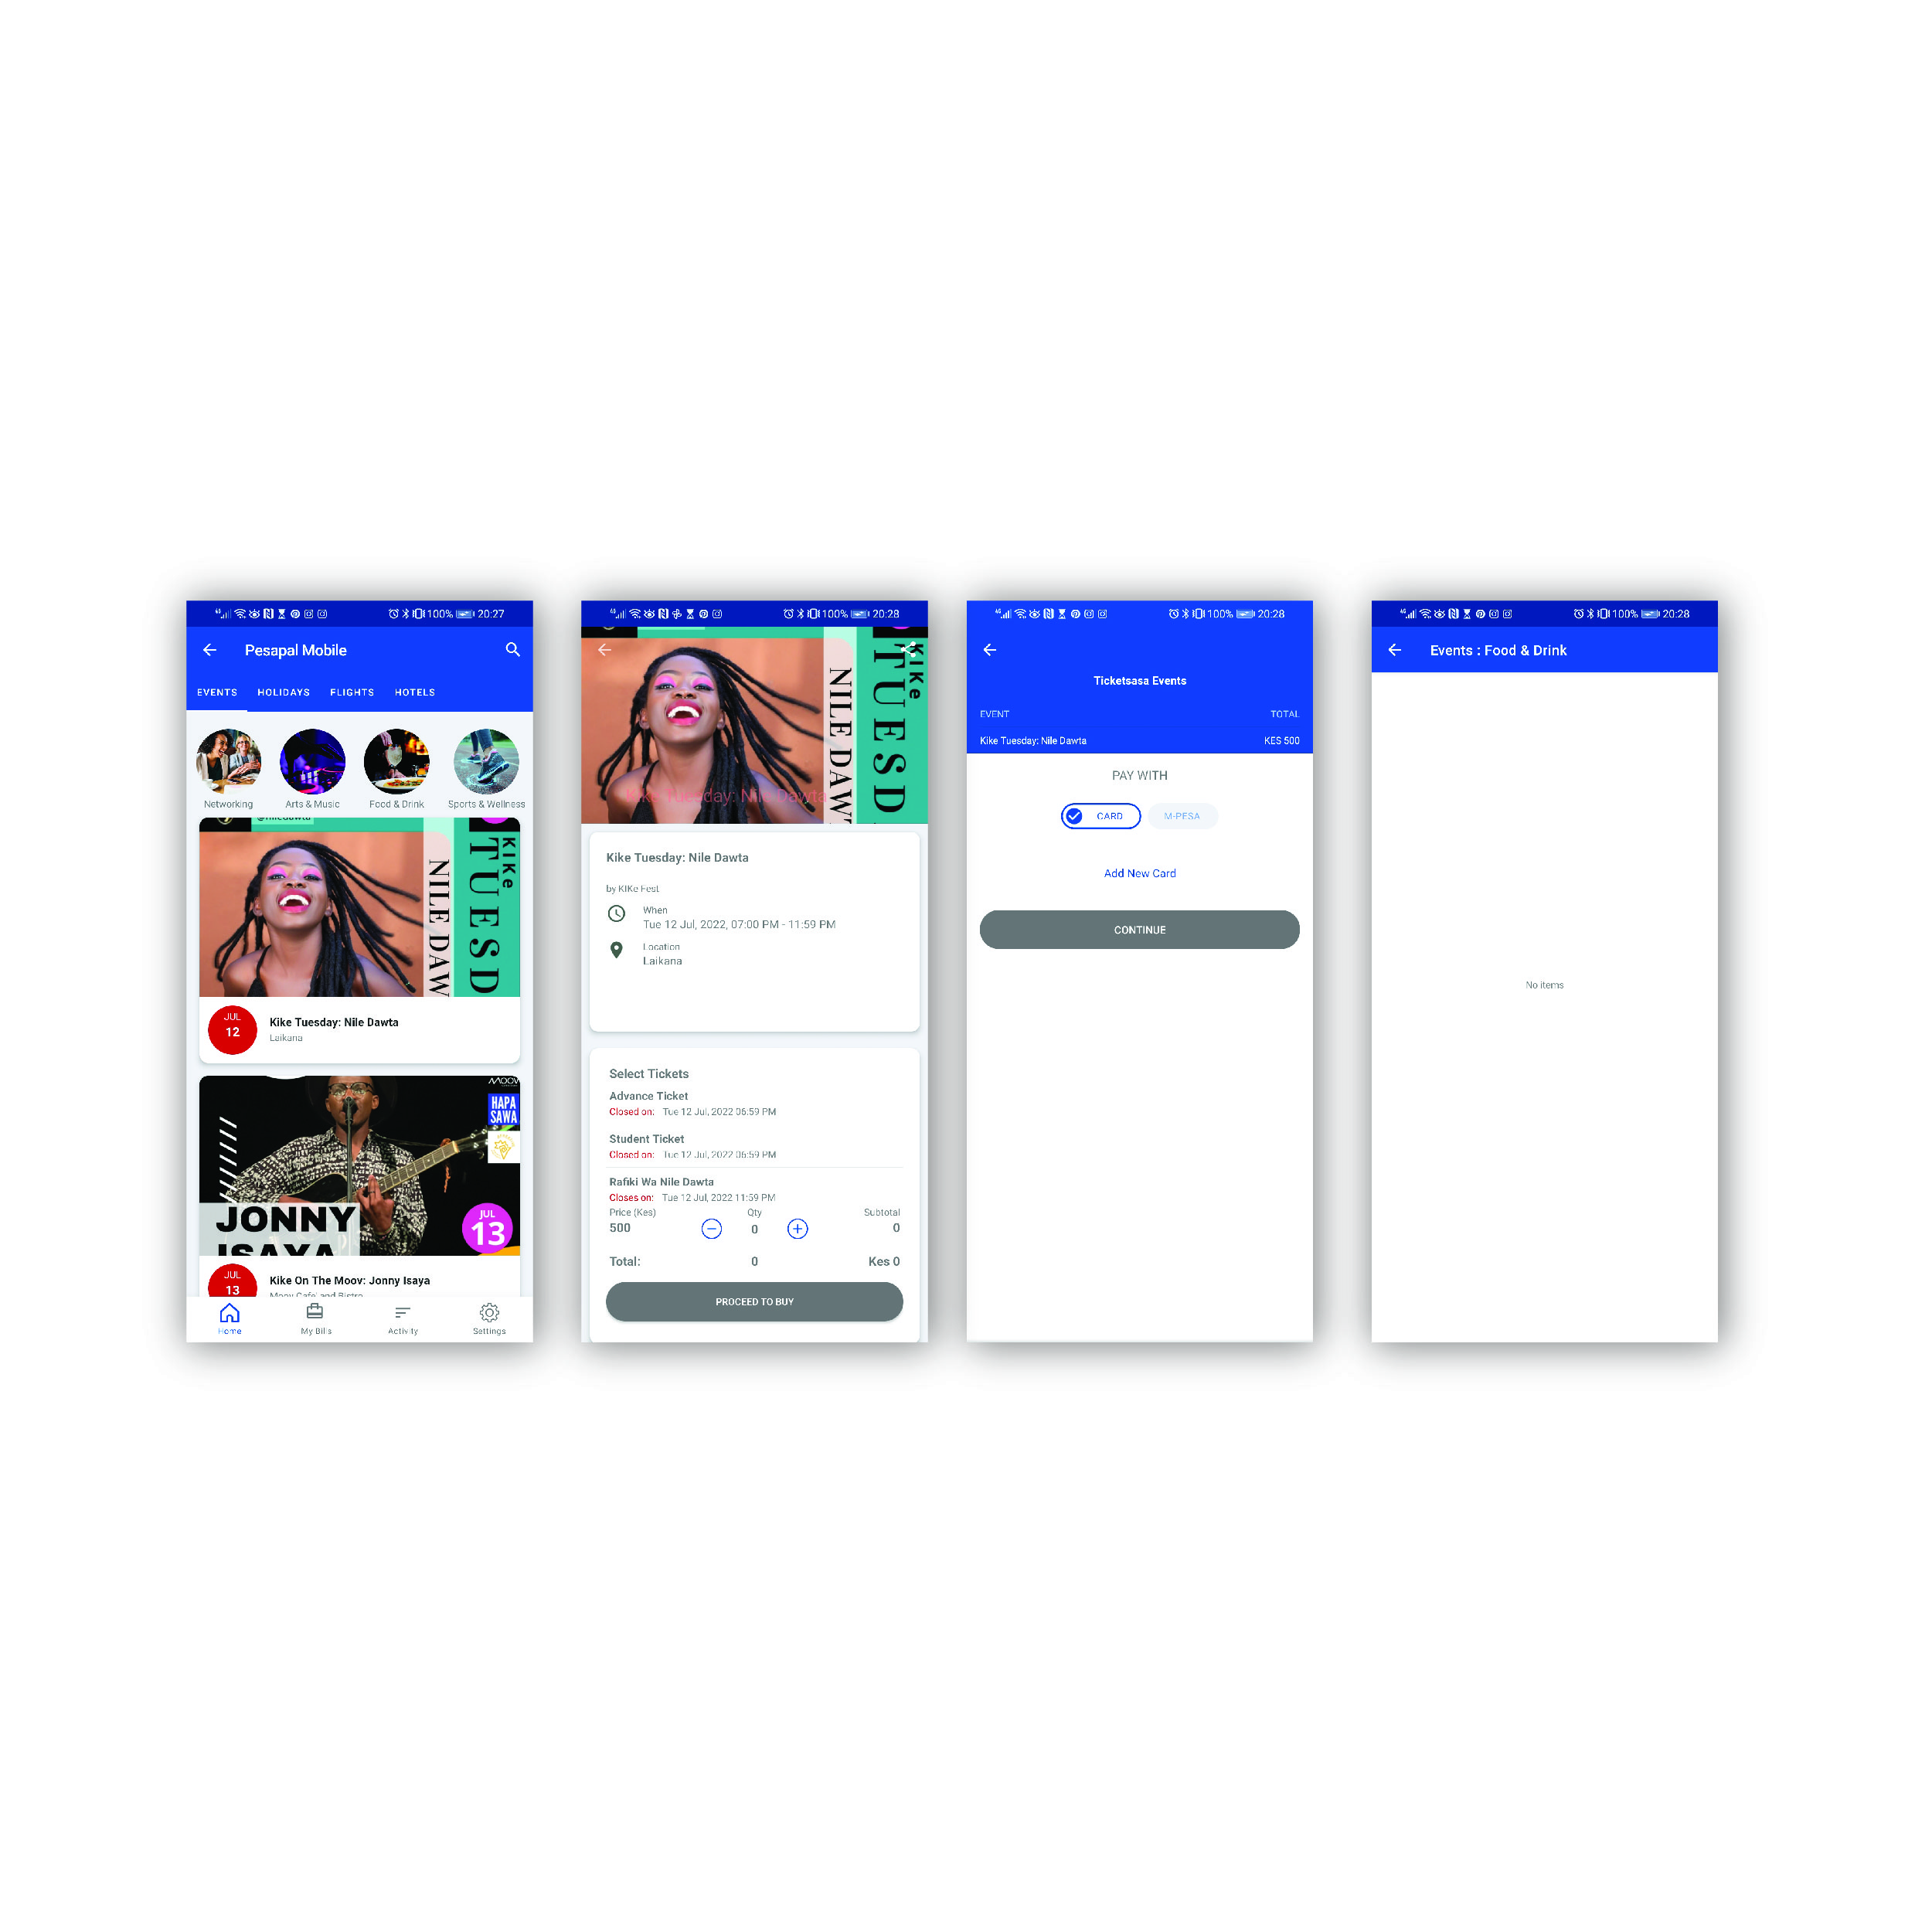 100% 20:27
Pesapal Mobile
EVENTS HOLIDAYS FLIGHTS HOTELS
Networking Arts & Music Food & Drink Sports & Wellness
@niledawta
KIKe
TUESD
NILE DAW
JUL
12
Kike Tuesday: Nile Dawta
Laikana
MOOV
HAPA
SAWA
JONNY
ISAYA
JUL
13
JUL
13
Kike On The Moov: Jonny Isaya
Moov Cafe' and Bistro
Home My Bills Activity Settings
100% 20:28
KIKe
TUESD
NILE DAWT
Kike Tuesday: Nile Dawta
Kike Tuesday: Nile Dawta
by KIKe Fest
When
Tue 12 Jul, 2022, 07:00 PM - 11:59 PM
Location
Laikana
Select Tickets
Advance Ticket
Closed on: Tue 12 Jul, 2022 06:59 PM
Student Ticket
Closed on: Tue 12 Jul, 2022 06:59 PM
Rafiki Wa Nile Dawta
Closes on: Tue 12 Jul, 2022 11:59 PM
Price (Kes) Qty Subtotal
500 0 0
Total: 0 Kes 0
PROCEED TO BUY
100% 20:28
Ticketsasa Events
EVENT TOTAL
Kike Tuesday: Nile Dawta KES 500
PAY WITH
CARD M-PESA
Add New Card
CONTINUE
100% 20:28
Events : Food & Drink
No items